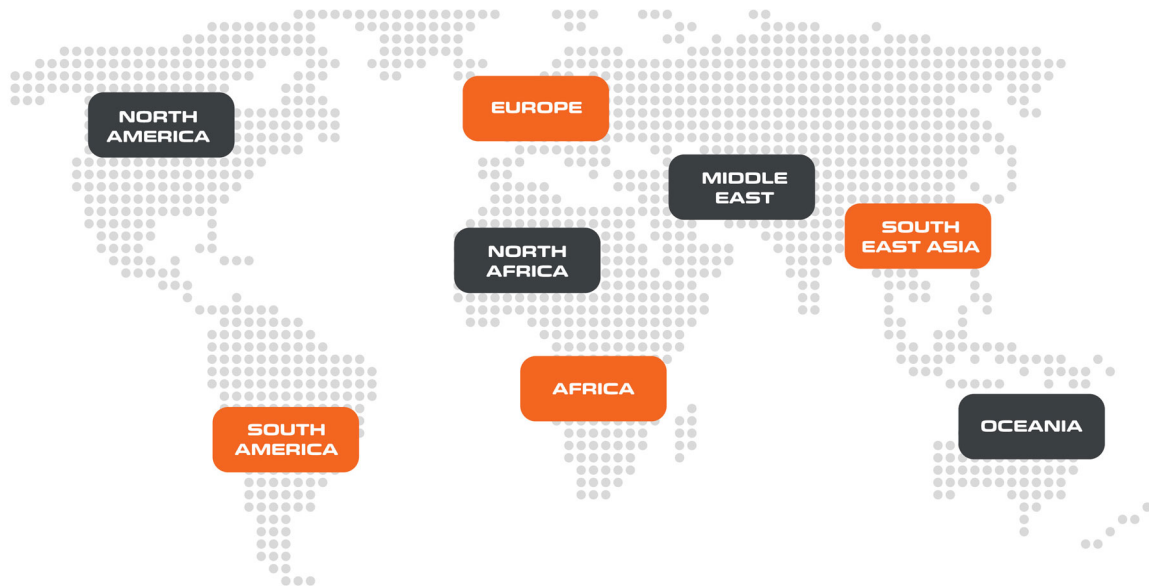 NORTH
AMERICA
EUROPE
MIDDLE
EAST
SOUTH
EAST ASIA
NORTH
AFRICA
AFRICA
SOUTH
AMERICA
OCEANIA